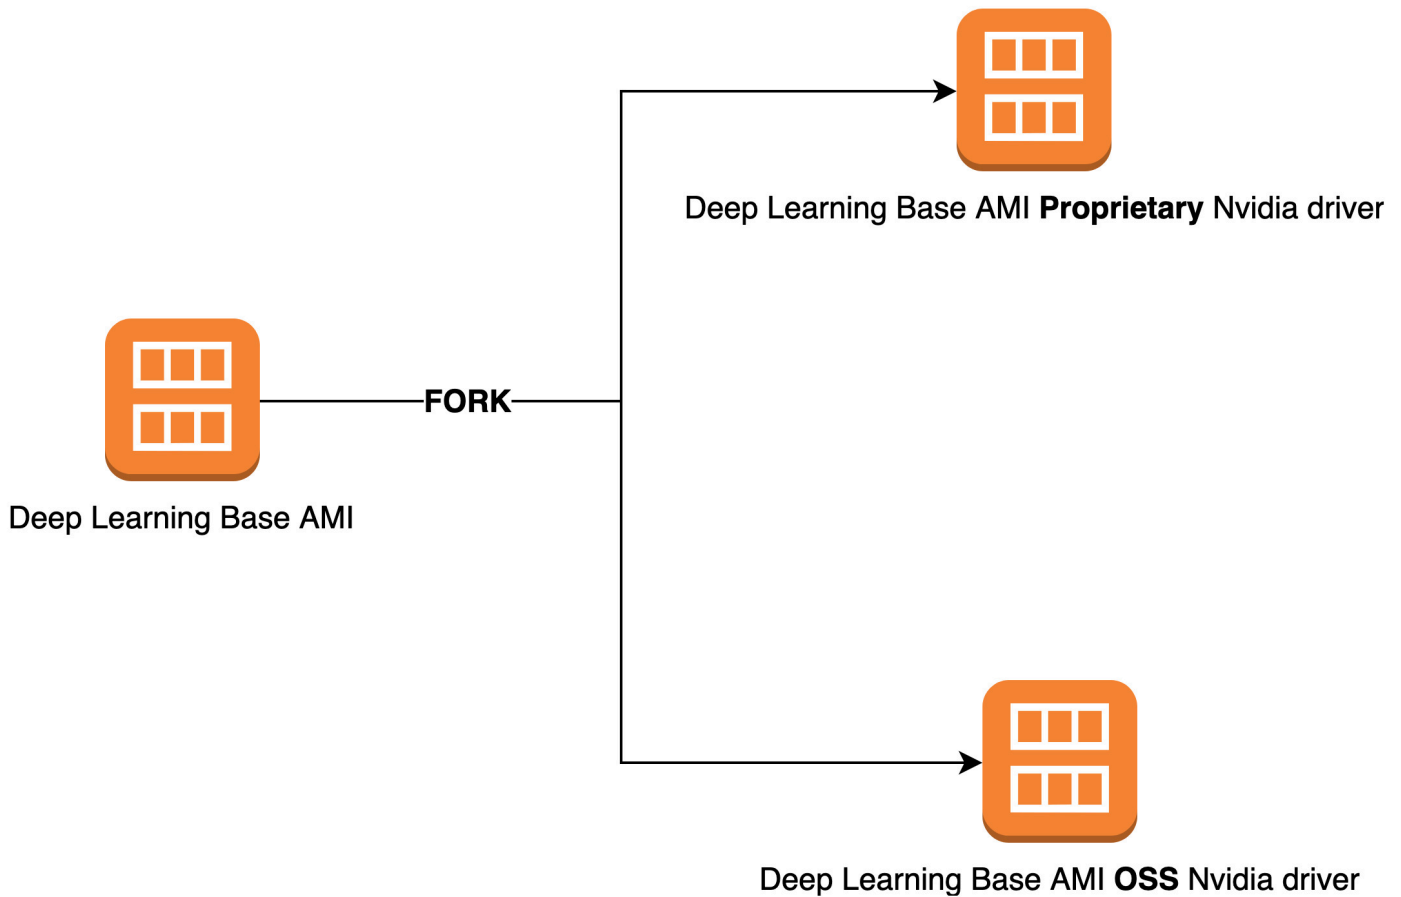 Deep Learning Base AMI Proprietary Nvidia driver
FORK
Deep Learning Base AMI
Deep Learning Base AMI OSS Nvidia driver